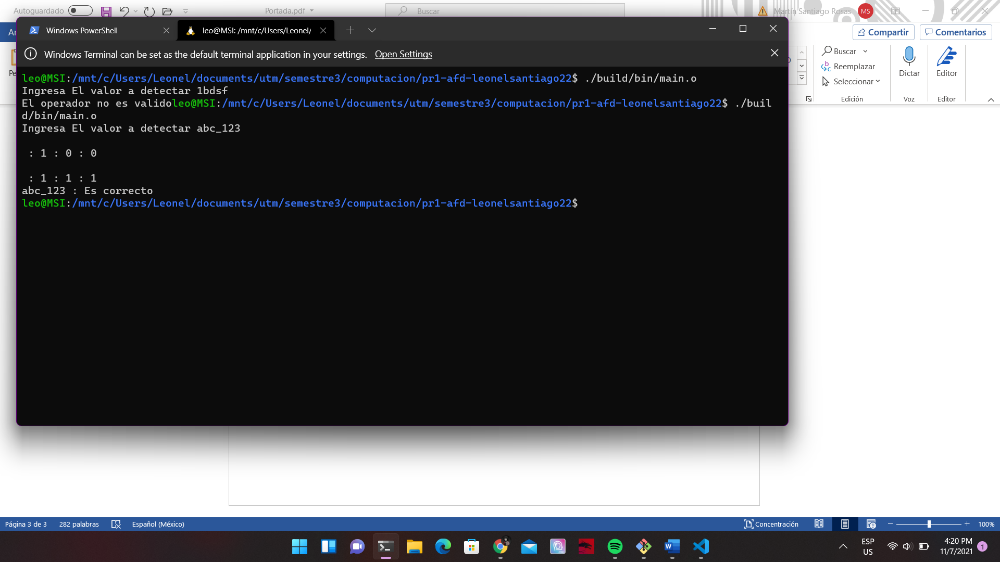 Autoguardado
Portada.pdf
Buscar
Martín Santiago Rosas
MS
Windows PowerShell
leo@MSI: /mnt/c/Users/Leonel/
Compartir
Comentarios
Windows Terminal can be set as the default terminal application in your settings. Open Settings
Buscar
Reemplazar
Seleccionar
Edición
Dictar
Voz
Editor
Editor
leo@MSI:/mnt/c/Users/Leonel/documents/utm/semestre3/computacion/pr1-afd-leonelsantiago22$ ./build/bin/main.o
Ingresa El valor a detectar 1bdsf
El operador no es validoleo@MSI:/mnt/c/Users/Leonel/documents/utm/semestre3/computacion/pr1-afd-leonelsantiago22$ ./buil
d/bin/main.o
Ingresa El valor a detectar abc_123
: 1 : 0 : 0
: 1 : 1 : 1
abc_123 : Es correcto
leo@MSI:/mnt/c/Users/Leonel/documents/utm/semestre3/computacion/pr1-afd-leonelsantiago22$
Página 3 de 3
282 palabras
Español (México)
Concentración
100%
ESP
US
4:20 PM
11/7/2021
1